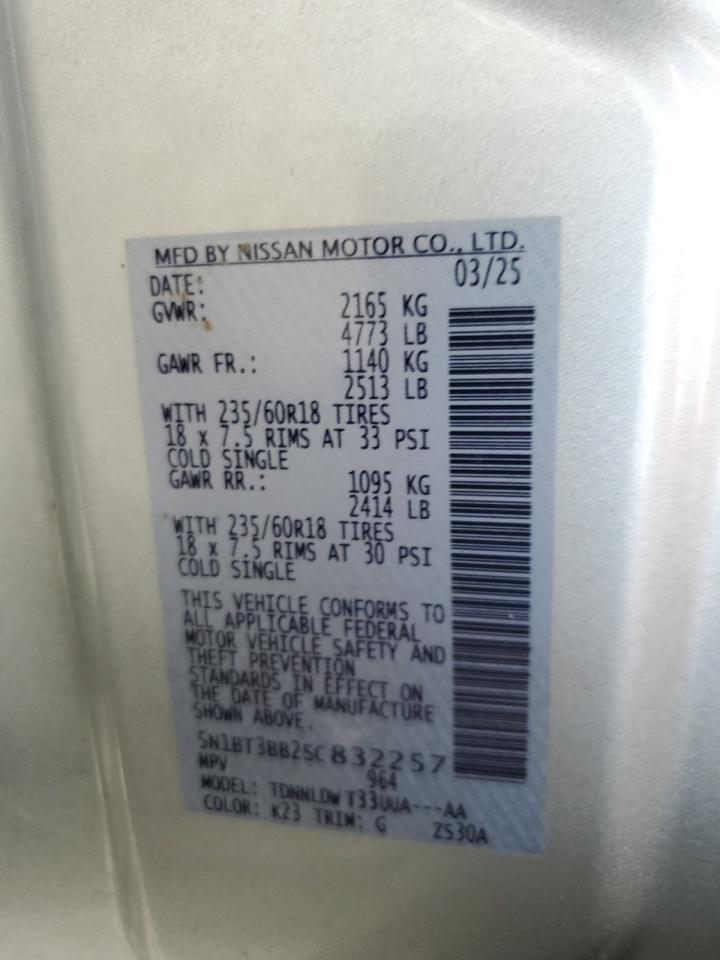 MFD BY NISSAN MOTOR CO., LTD.
DATE: 03/25
GVWR: 2165 KG
4773 LB
GAWR FR.: 1140 KG
2513 LB
WITH 235/60R18 TIRES
18 x 7.5 RIMS AT 33 PSI
COLD SINGLE
GAWR RR.: 1095 KG
2414 LB
WITH 235/60R18 TIRES
18 x 7.5 RIMS AT 30 PSI
COLD SINGLE
THIS VEHICLE CONFORMS TO
ALL APPLICABLE FEDERAL
MOTOR VEHICLE SAFETY AND
THEFT PREVENTION
STANDARDS IN EFFECT ON
THE DATE OF MANUFACTURE
SHOWN ABOVE.
5N1BT3BB2SC832257
MPV 964
MODEL: TDNNLDW T33UUA---AA
COLOR: K23 TRIM: G ZS30A